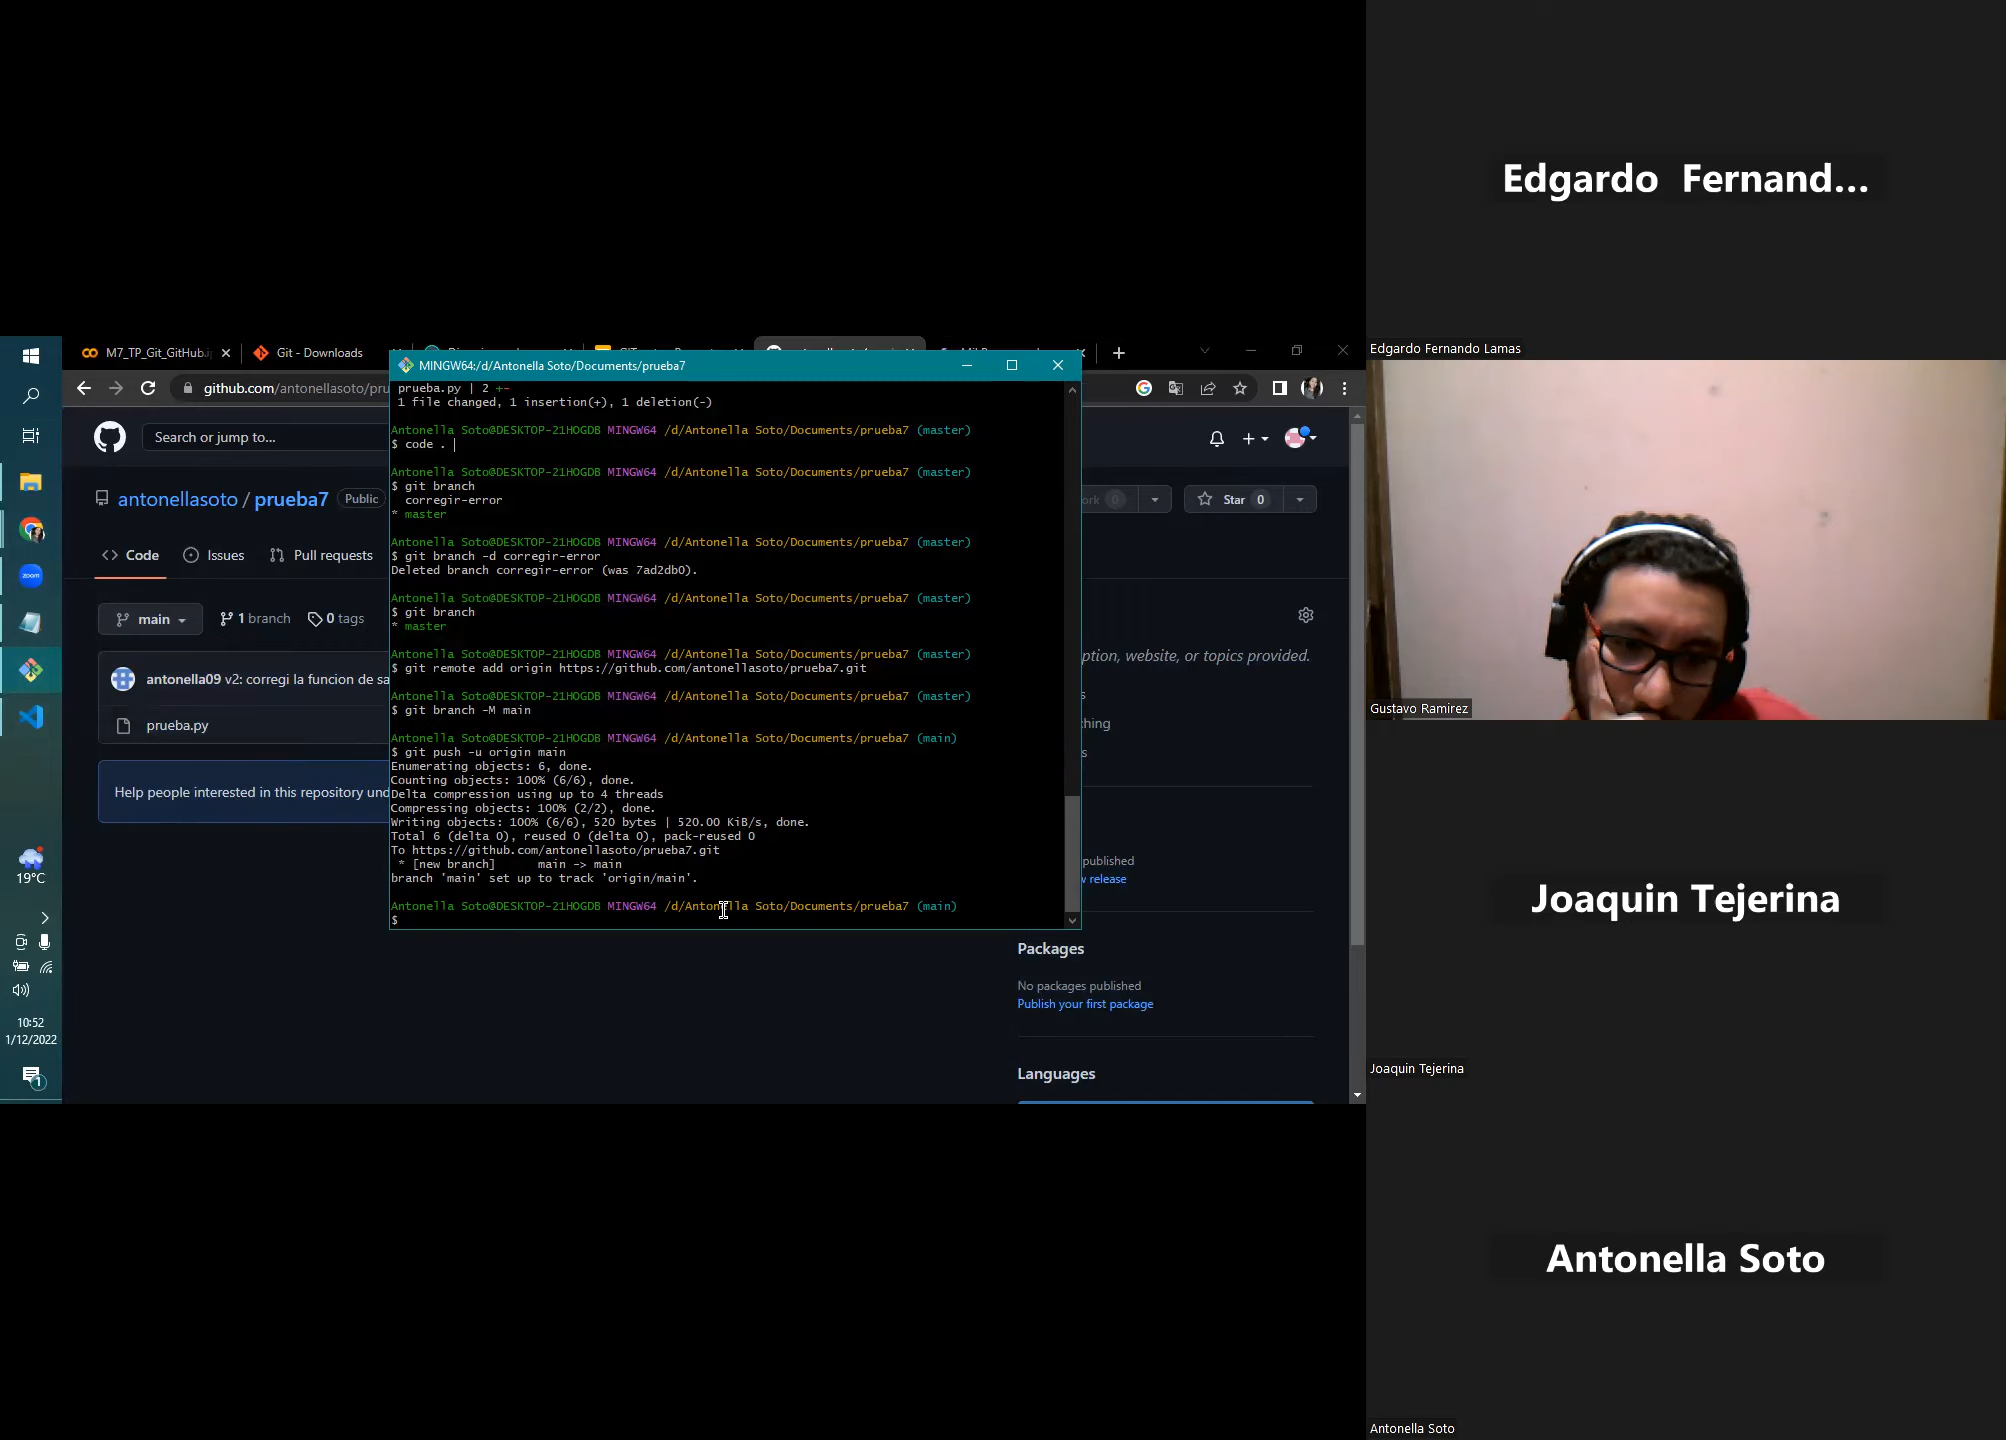 M7_TP_Git_GitHub.i
Git - Downloads
github.com/antonellasoto/pru
Search or jump to...
antonellasoto / prueba7 Public
Code Issues Pull requests
main 1 branch 0 tags
antonella09 v2: corregi la funcion de sa
prueba.py
Help people interested in this repository und
MINGW64:/d/Antonella Soto/Documents/prueba7
prueba.py | 2 +-
1 file changed, 1 insertion(+), 1 deletion(-)
Antonella Soto@DESKTOP-21HOGDB MINGW64 /d/Antonella Soto/Documents/prueba7 (master)
$ code .
Antonella Soto@DESKTOP-21HOGDB MINGW64 /d/Antonella Soto/Documents/prueba7 (master)
$ git branch
corregir-error
* master
Antonella Soto@DESKTOP-21HOGDB MINGW64 /d/Antonella Soto/Documents/prueba7 (master)
$ git branch -d corregir-error
Deleted branch corregir-error (was 7ad2db0).
Antonella Soto@DESKTOP-21HOGDB MINGW64 /d/Antonella Soto/Documents/prueba7 (master)
$ git branch
* master
Antonella Soto@DESKTOP-21HOGDB MINGW64 /d/Antonella Soto/Documents/prueba7 (master)
$ git remote add origin https://github.com/antonellasoto/prueba7.git
Antonella Soto@DESKTOP-21HOGDB MINGW64 /d/Antonella Soto/Documents/prueba7 (master)
$ git branch -M main
Antonella Soto@DESKTOP-21HOGDB MINGW64 /d/Antonella Soto/Documents/prueba7 (main)
$ git push -u origin main
Enumerating objects: 6, done.
Counting objects: 100% (6/6), done.
Delta compression using up to 4 threads
Compressing objects: 100% (2/2), done.
Writing objects: 100% (6/6), 520 bytes | 520.00 KiB/s, done.
Total 6 (delta 0), reused 0 (delta 0), pack-reused 0
To https://github.com/antonellasoto/prueba7.git
* [new branch] main -> main
branch 'main' set up to track 'origin/main'.
Antonella Soto@DESKTOP-21HOGDB MINGW64 /d/Antonella Soto/Documents/prueba7 (main)
$
ork 0
Star 0
ption, website, or topics provided.
s
hing
s
published
w release
Packages
No packages published
Publish your first package
Languages
zoom
19°C
10:52
1/12/2022
1
Edgardo Fernand...
Edgardo Fernando Lamas
Gustavo Ramirez
Joaquin Tejerina
Joaquin Tejerina
Antonella Soto
Antonella Soto